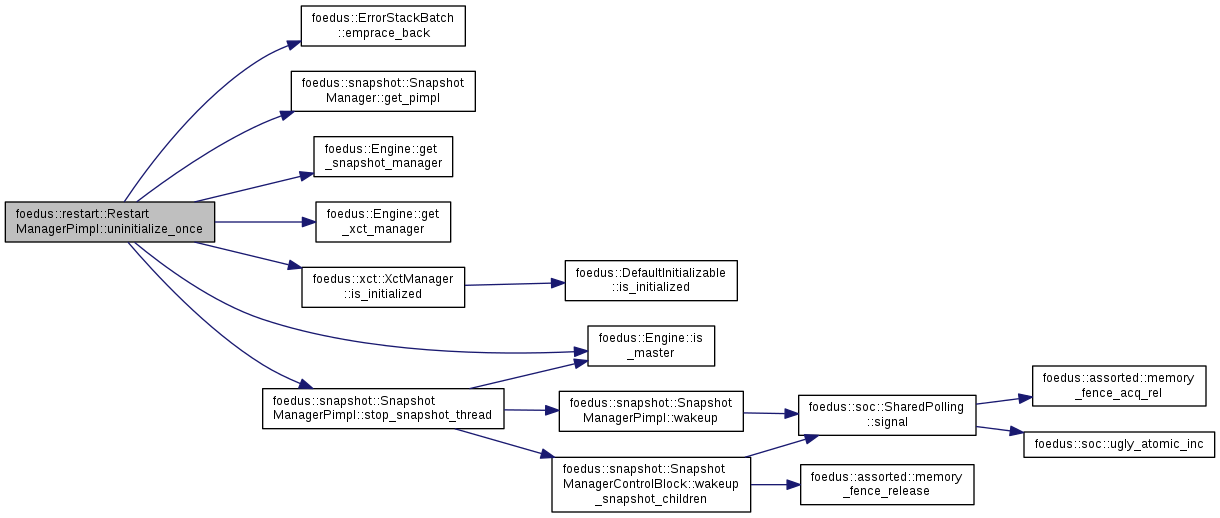 foedus::ErrorStackBatch
::emprace_back
foedus::snapshot::Snapshot
Manager::get_pimpl
foedus::Engine::get
_snapshot_manager
foedus::restart::Restart
ManagerPimpl::uninitialize_once
foedus::Engine::get
_xct_manager
foedus::xct::XctManager
::is_initialized
foedus::DefaultInitializable
::is_initialized
foedus::Engine::is
_master
foedus::snapshot::Snapshot
ManagerPimpl::stop_snapshot_thread
foedus::snapshot::Snapshot
ManagerPimpl::wakeup
foedus::snapshot::Snapshot
ManagerControlBlock::wakeup
_snapshot_children
foedus::soc::SharedPolling
::signal
foedus::assorted::memory
_fence_acq_rel
foedus::soc::ugly_atomic_inc
foedus::assorted::memory
_fence_release